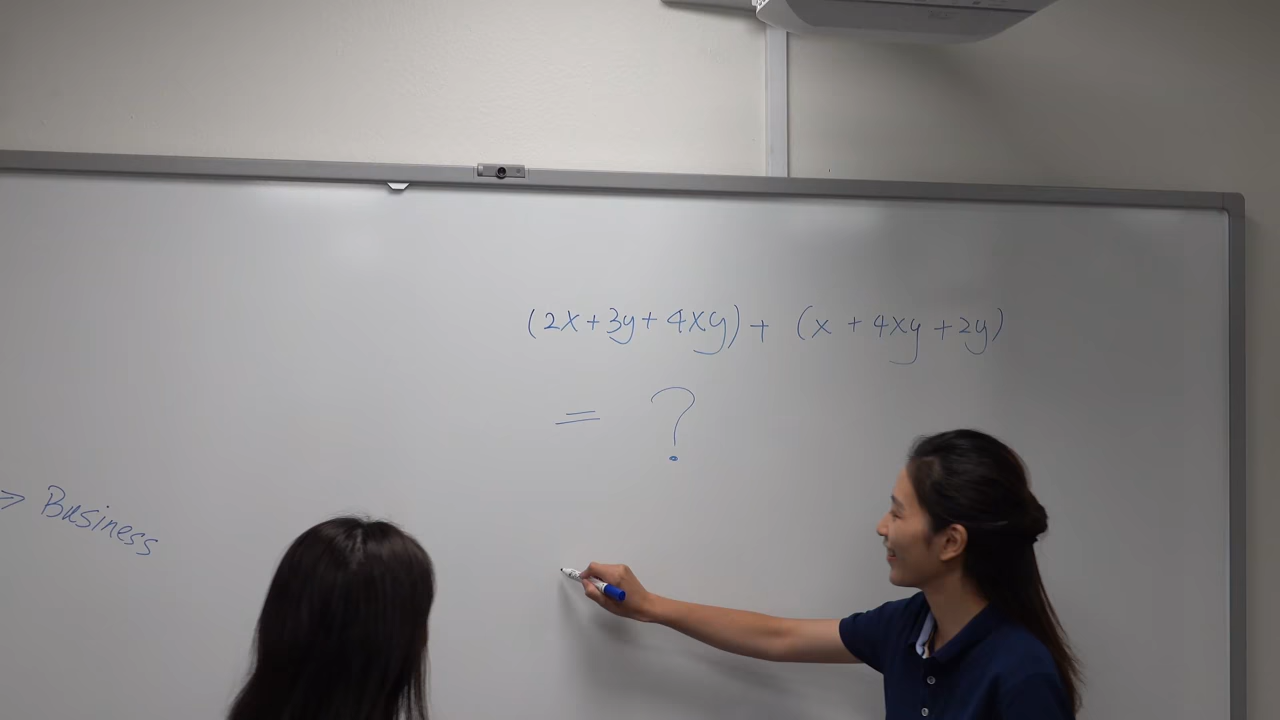 (2x+3y+4xy)+ (x+4xy+2y)
= ?
=> Business